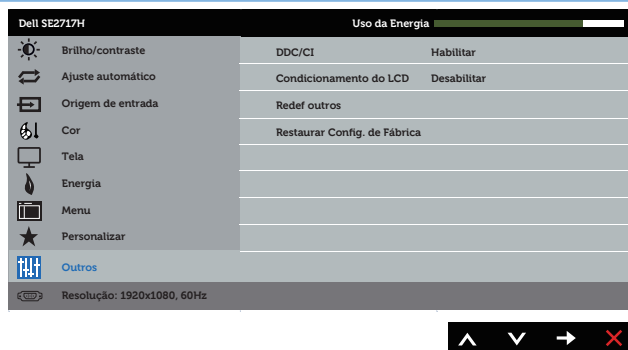 Dell SE2717H Uso da Energia
Brilho/contraste DDC/CI Habilitar
Ajuste automático Condicionamento do LCD Desabilitar
Origem de entrada Redef outros
Cor Restaurar Config. de Fábrica
Tela
Energia
Menu
Personalizar
Outros
Resolução: 1920x1080, 60Hz